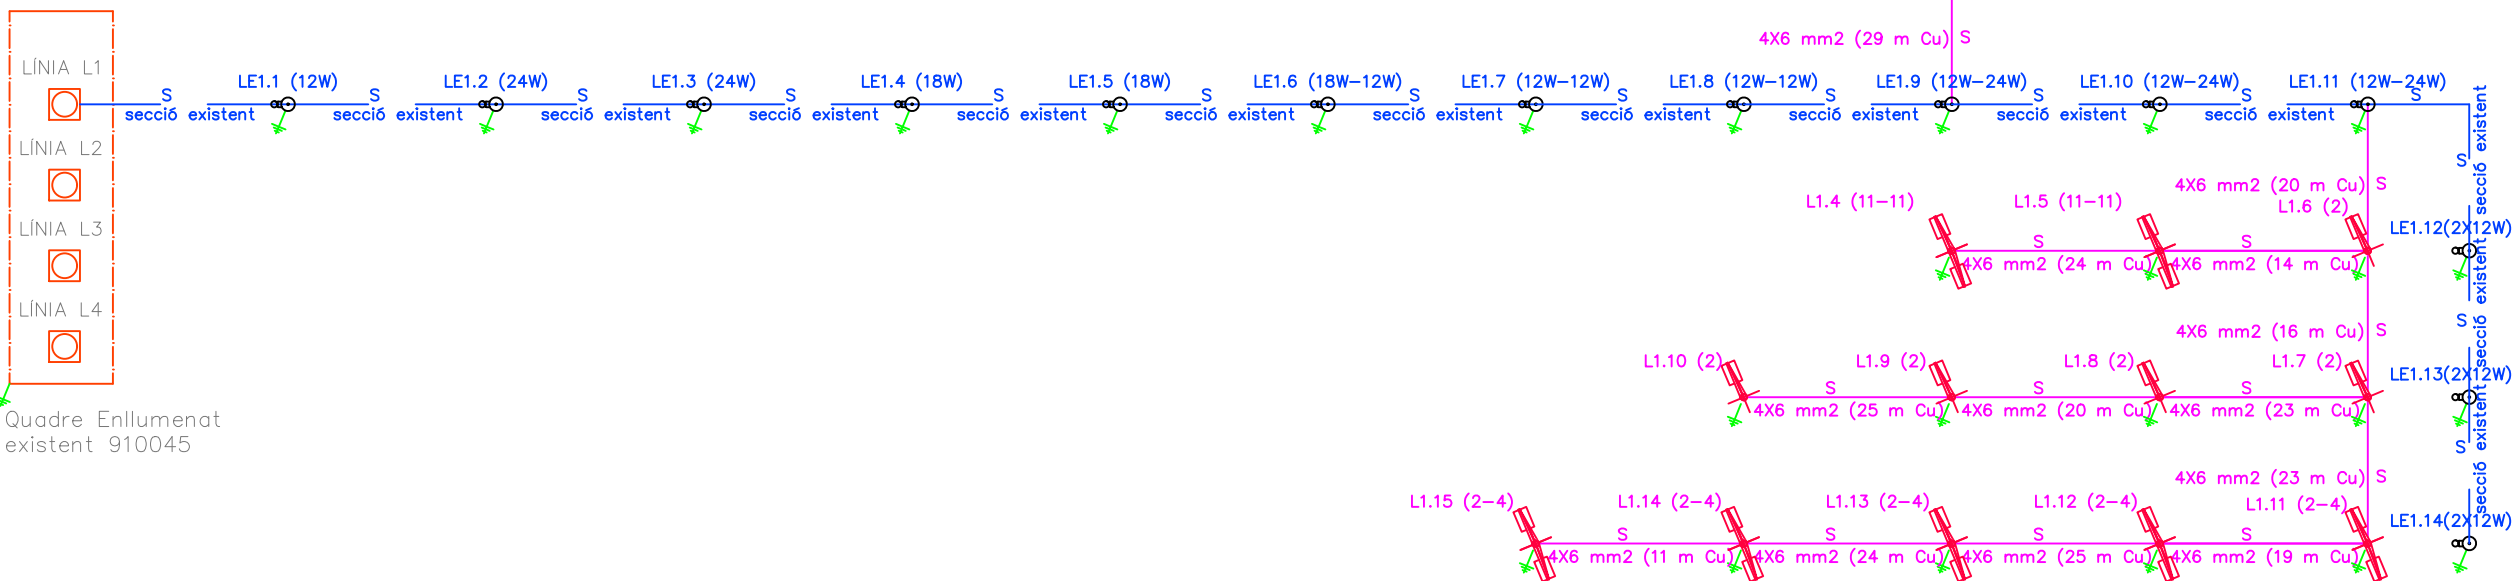 4X6 mm2 (29 m Cu) S
LÍNIA L1
LE1.1 (12W) LE1.2 (24W) LE1.3 (24W) LE1.4 (18W) LE1.5 (18W) LE1.6 (18W-12W) LE1.7 (12W-12W) LE1.8 (12W-12W) LE1.9 (12W-24W) LE1.10 (12W-24W) LE1.11 (12W-24W)
S S S S S S S S S S S S
secció existent secció existent secció existent secció existent secció existent secció existent secció existent secció existent secció existent secció existent secció existent
secció existent
S
LÍNIA L2
4X6 mm2 (20 m Cu) S
L1.4 (11-11) L1.5 (11-11) L1.6 (2)
LÍNIA L3
LE1.12(2X12W)
S S
4X6 mm2 (24 m Cu) 4X6 mm2 (14 m Cu)
secció existent
LÍNIA L4
S
4X6 mm2 (16 m Cu) S
L1.10 (2) L1.9 (2) L1.8 (2) L1.7 (2)
LE1.13(2X12W)
S S S
4X6 mm2 (25 m Cu) 4X6 mm2 (20 m Cu) 4X6 mm2 (23 m Cu)
Quadre Enllumenat
existent 910045
secció existent
S
4X6 mm2 (23 m Cu) S
L1.15 (2-4) L1.14 (2-4) L1.13 (2-4) L1.12 (2-4) L1.11 (2-4)
LE1.14(2X12W)
S S S S
4X6 mm2 (11 m Cu) 4X6 mm2 (24 m Cu) 4X6 mm2 (25 m Cu) 4X6 mm2 (19 m Cu)